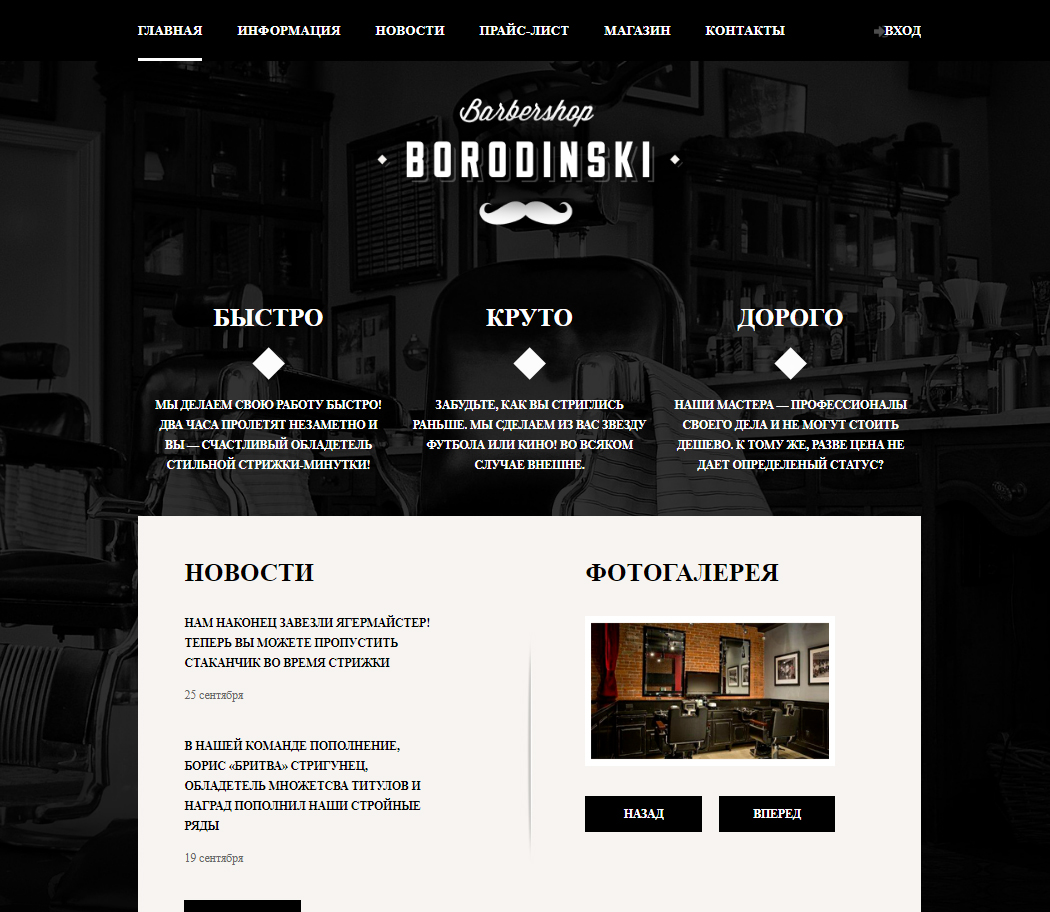 ГЛАВНАЯ ИНФОРМАЦИЯ НОВОСТИ ПРАЙС-ЛИСТ МАГАЗИН КОНТАКТЫ ВХОД
Barbershop
BORODINSKI
БЫСТРО
МЫ ДЕЛАЕМ СВОЮ РАБОТУ БЫСТРО!
ДВА ЧАСА ПРОЛЕТЯТ НЕЗАМЕТНО И
ВЫ — СЧАСТЛИВЫЙ ОБЛАДЕТЕЛЬ
СТИЛЬНОЙ СТРИЖКИ-МИНУТКИ!
КРУТО
ЗАБУДЬТЕ, КАК ВЫ СТРИГЛИСЬ
РАНЬШЕ. МЫ СДЕЛАЕМ ИЗ ВАС ЗВЕЗДУ
ФУТБОЛА ИЛИ КИНО! ВО ВСЯКОМ
СЛУЧАЕ ВНЕШНЕ.
ДОРОГО
НАШИ МАСТЕРА — ПРОФЕССИОНАЛЫ
СВОЕГО ДЕЛА И НЕ МОГУТ СТОИТЬ
ДЕШЕВО. К ТОМУ ЖЕ, РАЗВЕ ЦЕНА НЕ
ДАЕТ ОПРЕДЕЛЕНЫЙ СТАТУС?
НОВОСТИ
НАМ НАКОНЕЦ ЗАВЕЗЛИ ЯГЕРМАЙСТЕР!
ТЕПЕРЬ ВЫ МОЖЕТЕ ПРОПУСТИТЬ
СТАКАНЧИК ВО ВРЕМЯ СТРИЖКИ
25 сентября
В НАШЕЙ КОМАНДЕ ПОПОЛНЕНИЕ,
БОРИС «БРИТВА» СТРИГУНЕЦ,
ОБЛАДЕТЕЛЬ МНОЖЕТСВА ТИТУЛОВ И
НАГРАД ПОПОЛНИЛ НАШИ СТРОЙНЫЕ
РЯДЫ
19 сентября
ФОТОГАЛЕРЕЯ
НАЗАД ВПЕРЕД